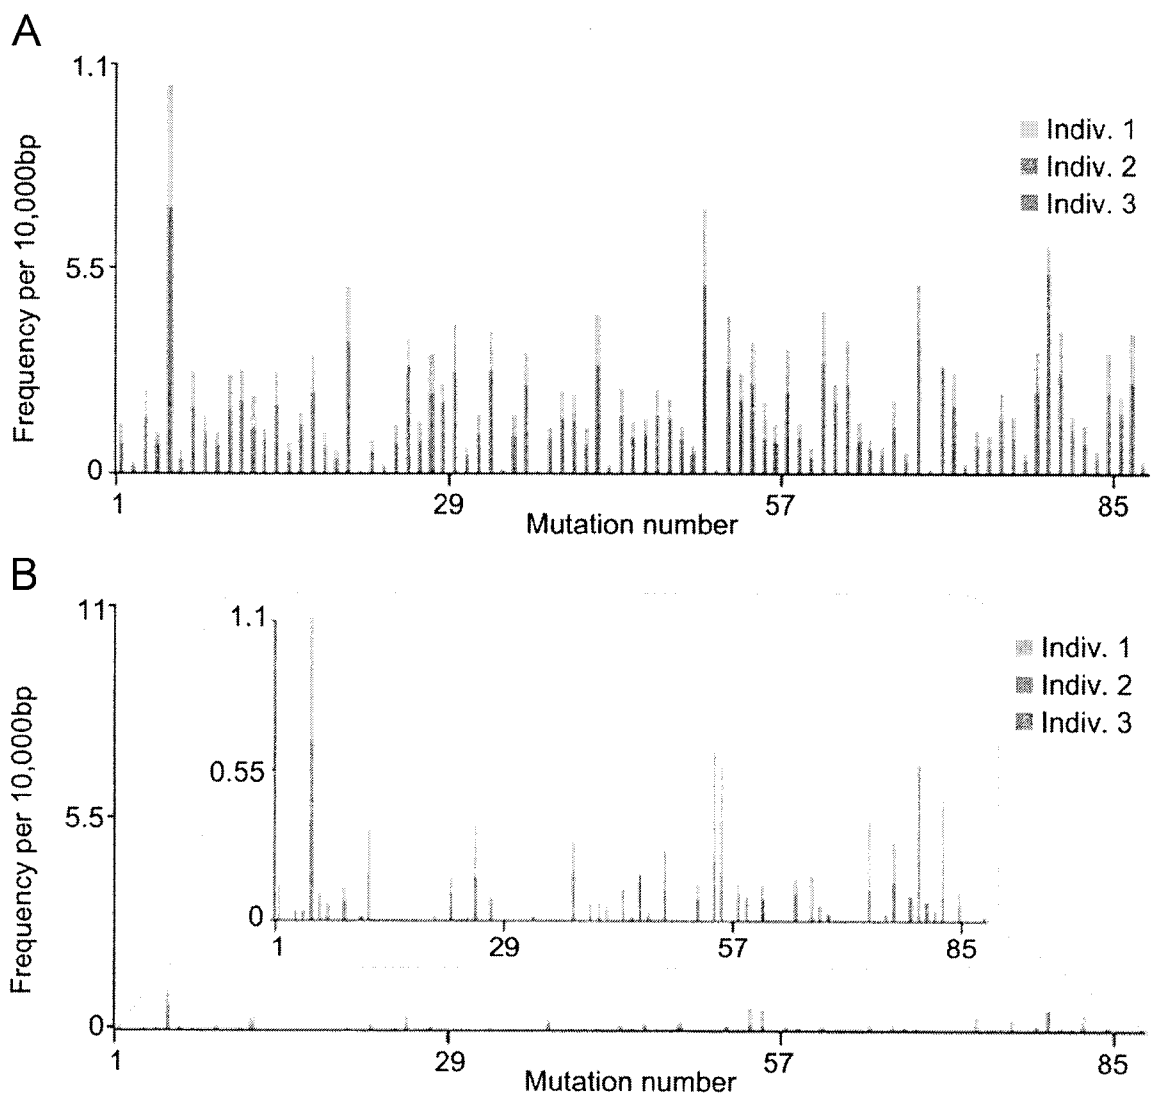 A
1.1
5.5
0
Frequency per 10,000bp
Indiv. 1
Indiv. 2
Indiv. 3
1
29
57
85
Mutation number
B
11
5.5
0
Frequency per 10,000bp
1.1
0.55
0
1
29
57
85
Indiv. 1
Indiv. 2
Indiv. 3
1
29
57
85
Mutation number